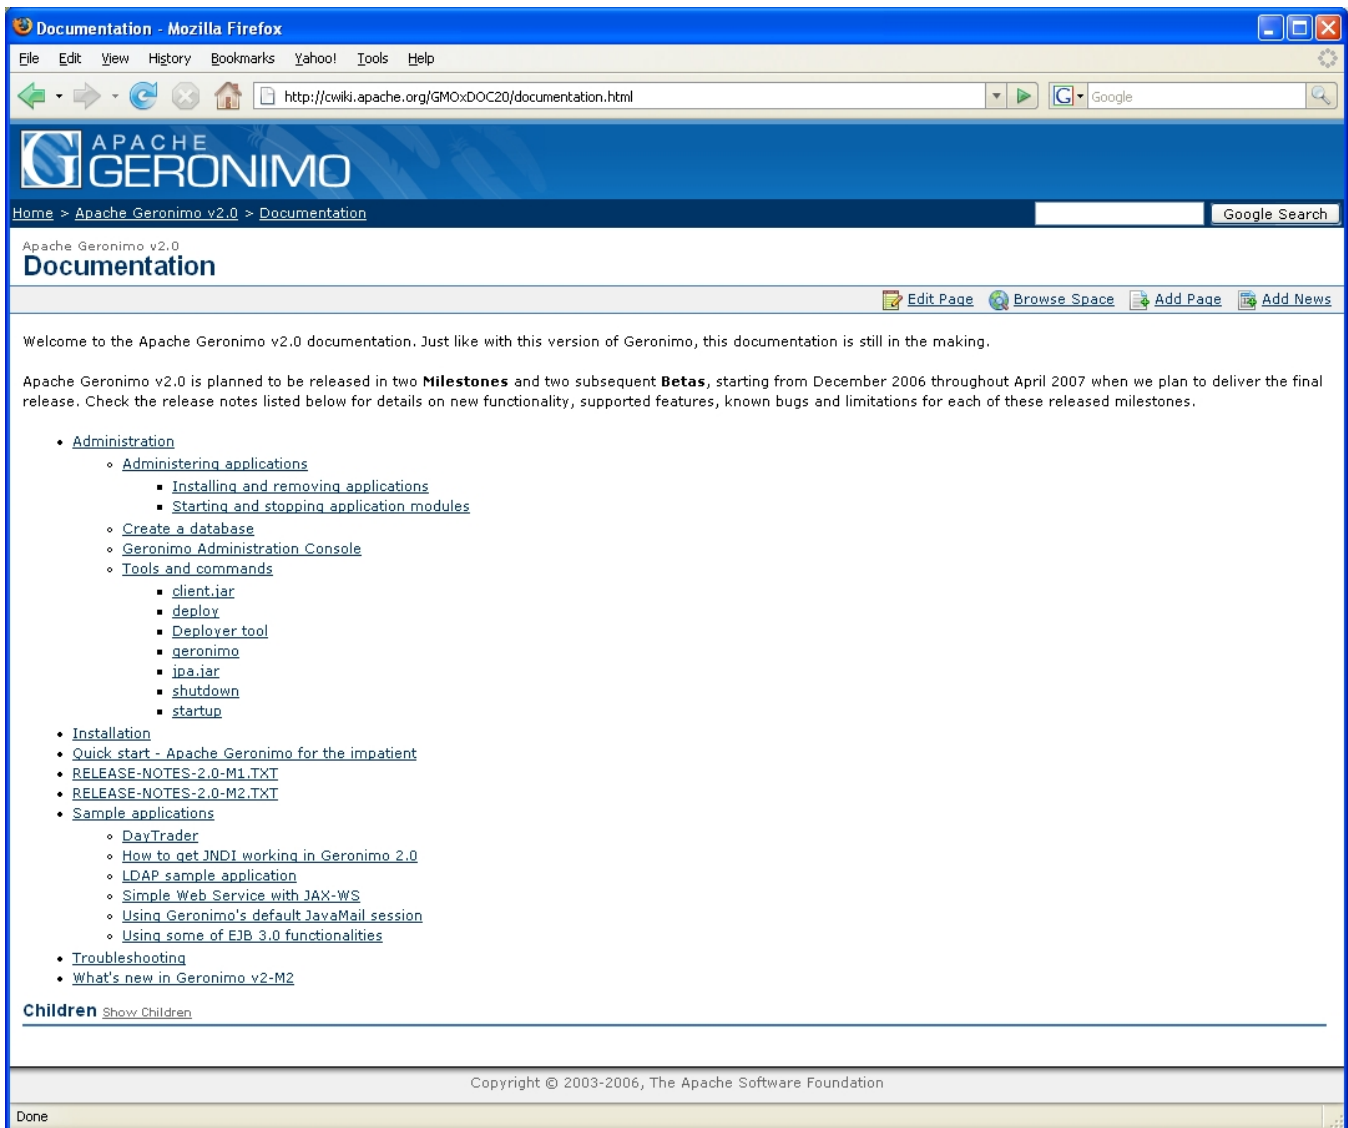 Documentation - Mozilla Firefox
File Edit View History Bookmarks Yahoo! Tools Help
http://cwiki.apache.org/GMOxDOC20/documentation.html
G Google
G APACHE
GERONIMO
Home > Apache Geronimo v2.0 > Documentation
Google Search
Apache Geronimo v2.0
Documentation
Edit Page Browse Space Add Page Add News
Welcome to the Apache Geronimo v2.0 documentation. Just like with this version of Geronimo, this documentation is still in the making.
Apache Geronimo v2.0 is planned to be released in two Milestones and two subsequent Betas, starting from December 2006 throughout April 2007 when we plan to deliver the final
release. Check the release notes listed below for details on new functionality, supported features, known bugs and limitations for each of these released milestones.
Administration
Administering applications
Installing and removing applications
Starting and stopping application modules
Create a database
Geronimo Administration Console
Tools and commands
client.jar
deploy
Deployer tool
geronimo
jpa.jar
shutdown
startup
Installation
Quick start - Apache Geronimo for the impatient
RELEASE-NOTES-2.0-M1.TXT
RELEASE-NOTES-2.0-M2.TXT
Sample applications
DayTrader
How to get JNDI working in Geronimo 2.0
LDAP sample application
Simple Web Service with JAX-WS
Using Geronimo's default JavaMail session
Using some of EJB 3.0 functionalities
Troubleshooting
What's new in Geronimo v2-M2
Children Show Children
Copyright © 2003-2006, The Apache Software Foundation
Done